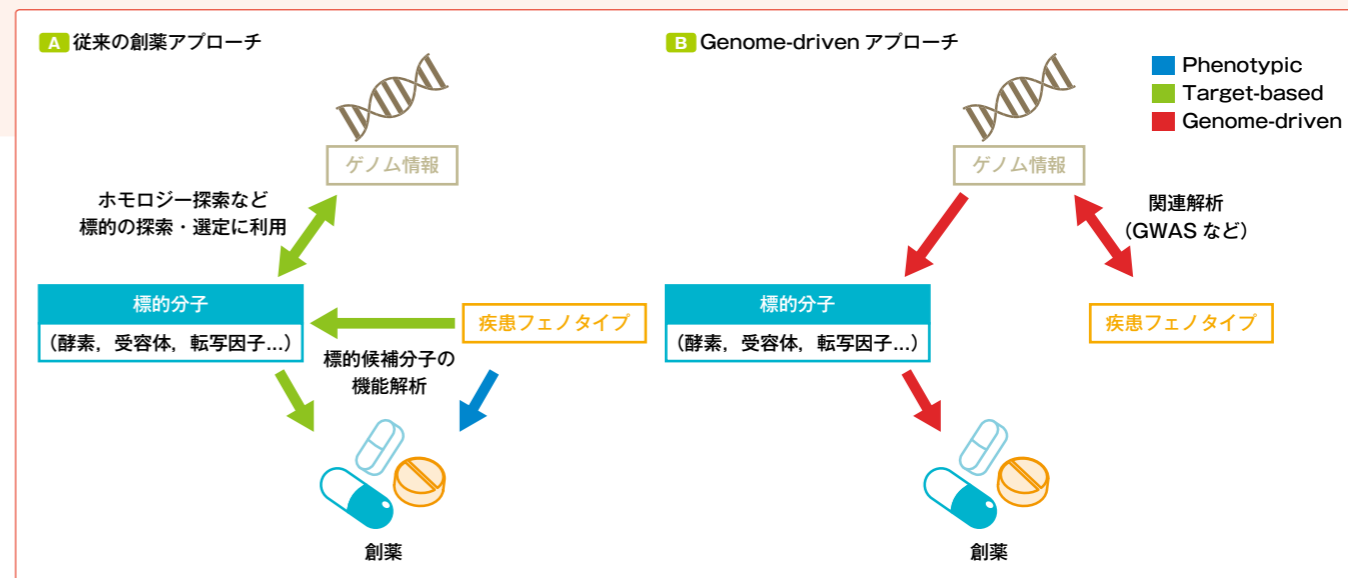 A 従来の創薬アプローチ
ゲノム情報
ホモロジー探索など
標的の探索・選定に利用
標的分子
(酵素，受容体，転写因子...)
疾患フェノタイプ
標的候補分子の
機能解析
創薬
B Genome-driven アプローチ
Phenotypic
Target-based
Genome-driven
ゲノム情報
関連解析
(GWAS など)
標的分子
(酵素，受容体，転写因子...)
疾患フェノタイプ
創薬